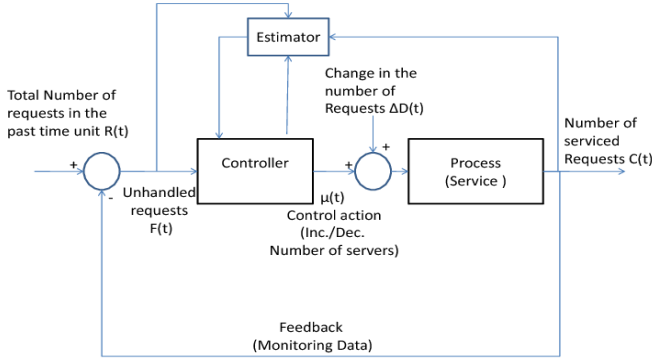 Estimator
Change in the
number of
Requests ΔD(t)
Total Number of
requests in the
past time unit R(t)
Number of
serviced
Requests C(t)
+
-
Unhandled
requests
F(t)
Controller
+
+
μ(t)
Control action
(Inc./Dec.
Number of servers)
Process
(Service )
Feedback
(Monitoring Data)